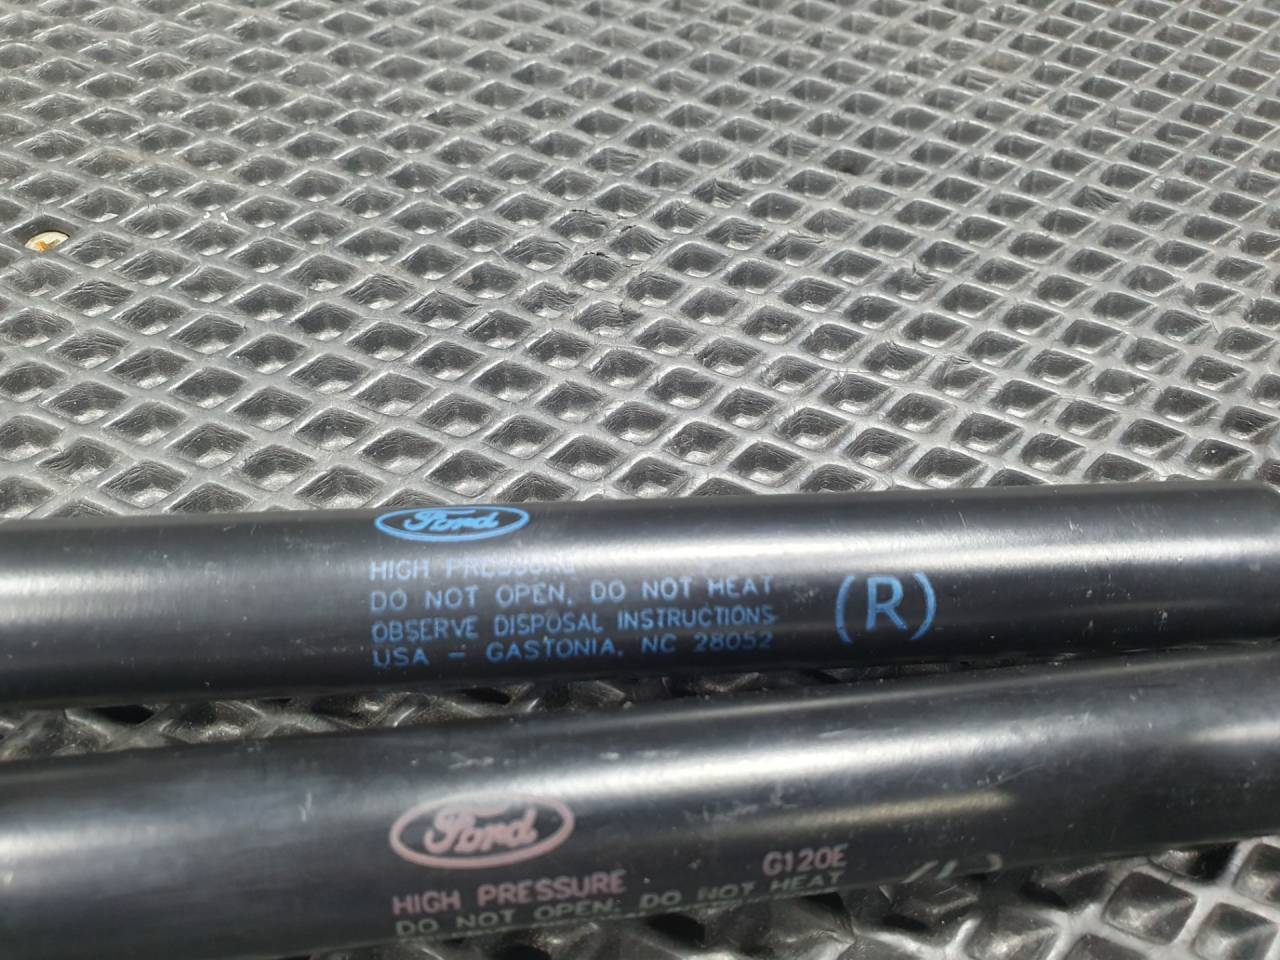 Ford
HIGH PRESSURE
DO NOT OPEN, DO NOT HEAT
OBSERVE DISPOSAL INSTRUCTIONS
USA - GASTONIA, NC 28052
(R)
Ford
HIGH PRESSURE G120E
DO NOT OPEN, DO NOT HEAT